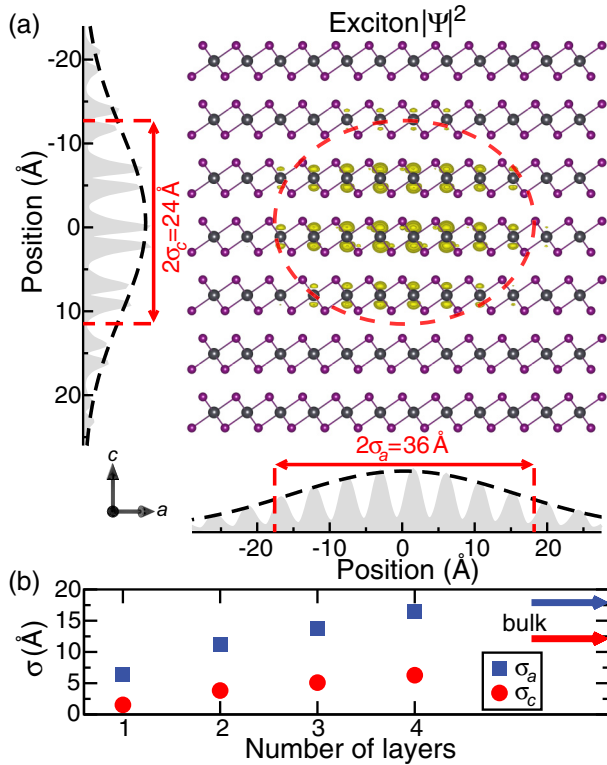 (a)
Exciton|Ψ|²
Position (Å)
-20
-10
0
10
20
2σc=24 Å
c
a
2σa=36 Å
-20 -10 0 10 20
Position (Å)
(b)
σ (Å)
20
15
10
5
0
bulk
σa
σc
1 2 3 4
Number of layers